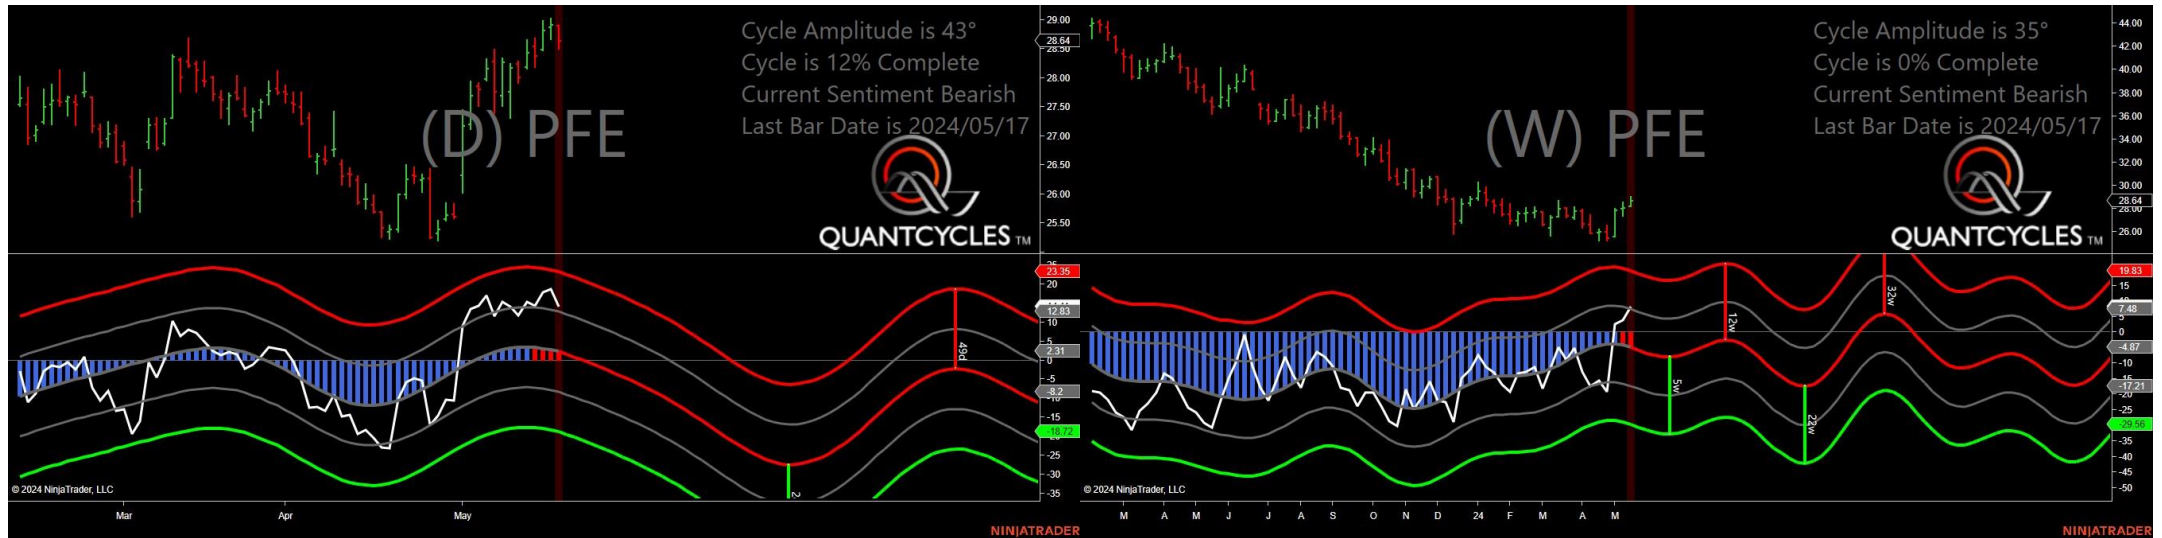 Cycle Amplitude is 43°
Cycle is 12% Complete
Current Sentiment Bearish
Last Bar Date is 2024/05/17
(D) PFE
QUANTCYCLES TM
29.00
28.64
28.50
28.00
27.50
27.00
26.50
26.00
25.50
23.35
20
12.83
10
5
2.31
0
-5
-8.2
-10
-15
-18.72
-25
-30
-35
49d
2
© 2024 NinjaTrader, LLC
Mar Apr May
NINJATRADER
Cycle Amplitude is 35°
Cycle is 0% Complete
Current Sentiment Bearish
Last Bar Date is 2024/05/17
(W) PFE
QUANTCYCLES TM
44.00
42.00
40.00
38.00
36.00
34.00
32.00
30.00
28.64
28.00
26.00
19.83
15
7.48
5
0
-4.87
-10
-17.21
-20
-25
-29.56
-35
-40
-45
-50
5w
12w
22w
32w
© 2024 NinjaTrader, LLC
M A M J J A S O N D 24 F M A M
NINJATRADER